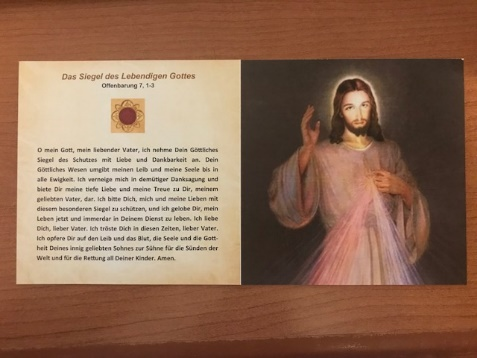 Das Siegel des Lebendigen Gottes
Offenbarung 7, 1-3
O mein Gott, mein liebender Vater, ich nehme Dein Göttliches
Siegel des Schutzes mit Liebe und Dankbarkeit an. Dein
Göttliches Wesen umgibt meinen Leib und meine Seele bis in
alle Ewigkeit. Ich verneige mich in demütiger Danksagung und
biete Dir meine tiefe Liebe und meine Treue zu Dir, meinem
geliebten Vater, dar. Ich bitte Dich, mich und meine Lieben mit
diesem besonderen Siegel zu schützen, und ich gelobe Dir, mein
Leben jetzt und immerdar in Deinem Dienst zu leben. Ich liebe
Dich, lieber Vater. Ich tröste Dich in diesen Zeiten, lieber Vater.
Ich opfere Dir auf den Leib und das Blut, die Seele und die Gott-
heit Deines innig geliebten Sohnes zur Sühne für die Sünden der
Welt und für die Rettung all Deiner Kinder. Amen.